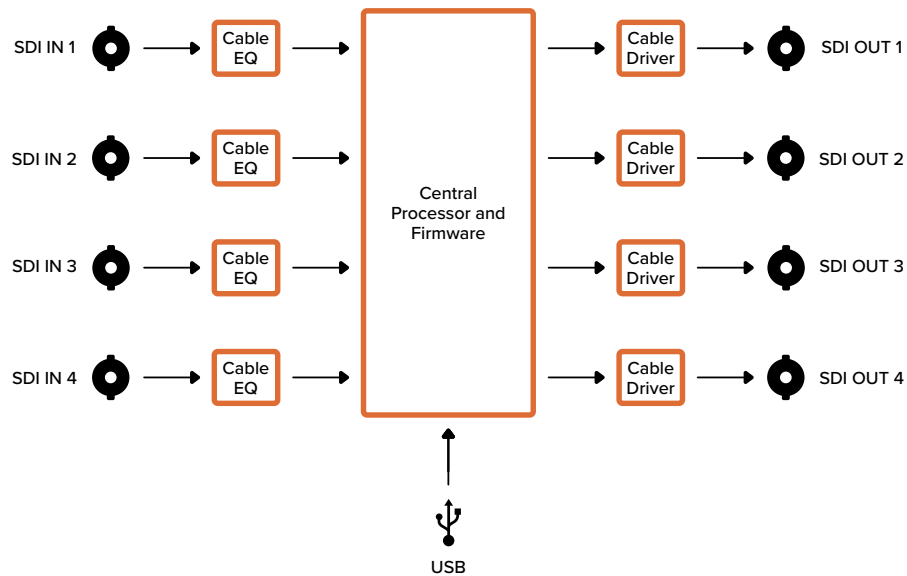 SDI IN 1
Cable
EQ
Cable
Driver
SDI OUT 1
SDI IN 2
Cable
EQ
Cable
Driver
SDI OUT 2
Central
Processor and
Firmware
SDI IN 3
Cable
EQ
Cable
Driver
SDI OUT 3
SDI IN 4
Cable
EQ
Cable
Driver
SDI OUT 4
USB